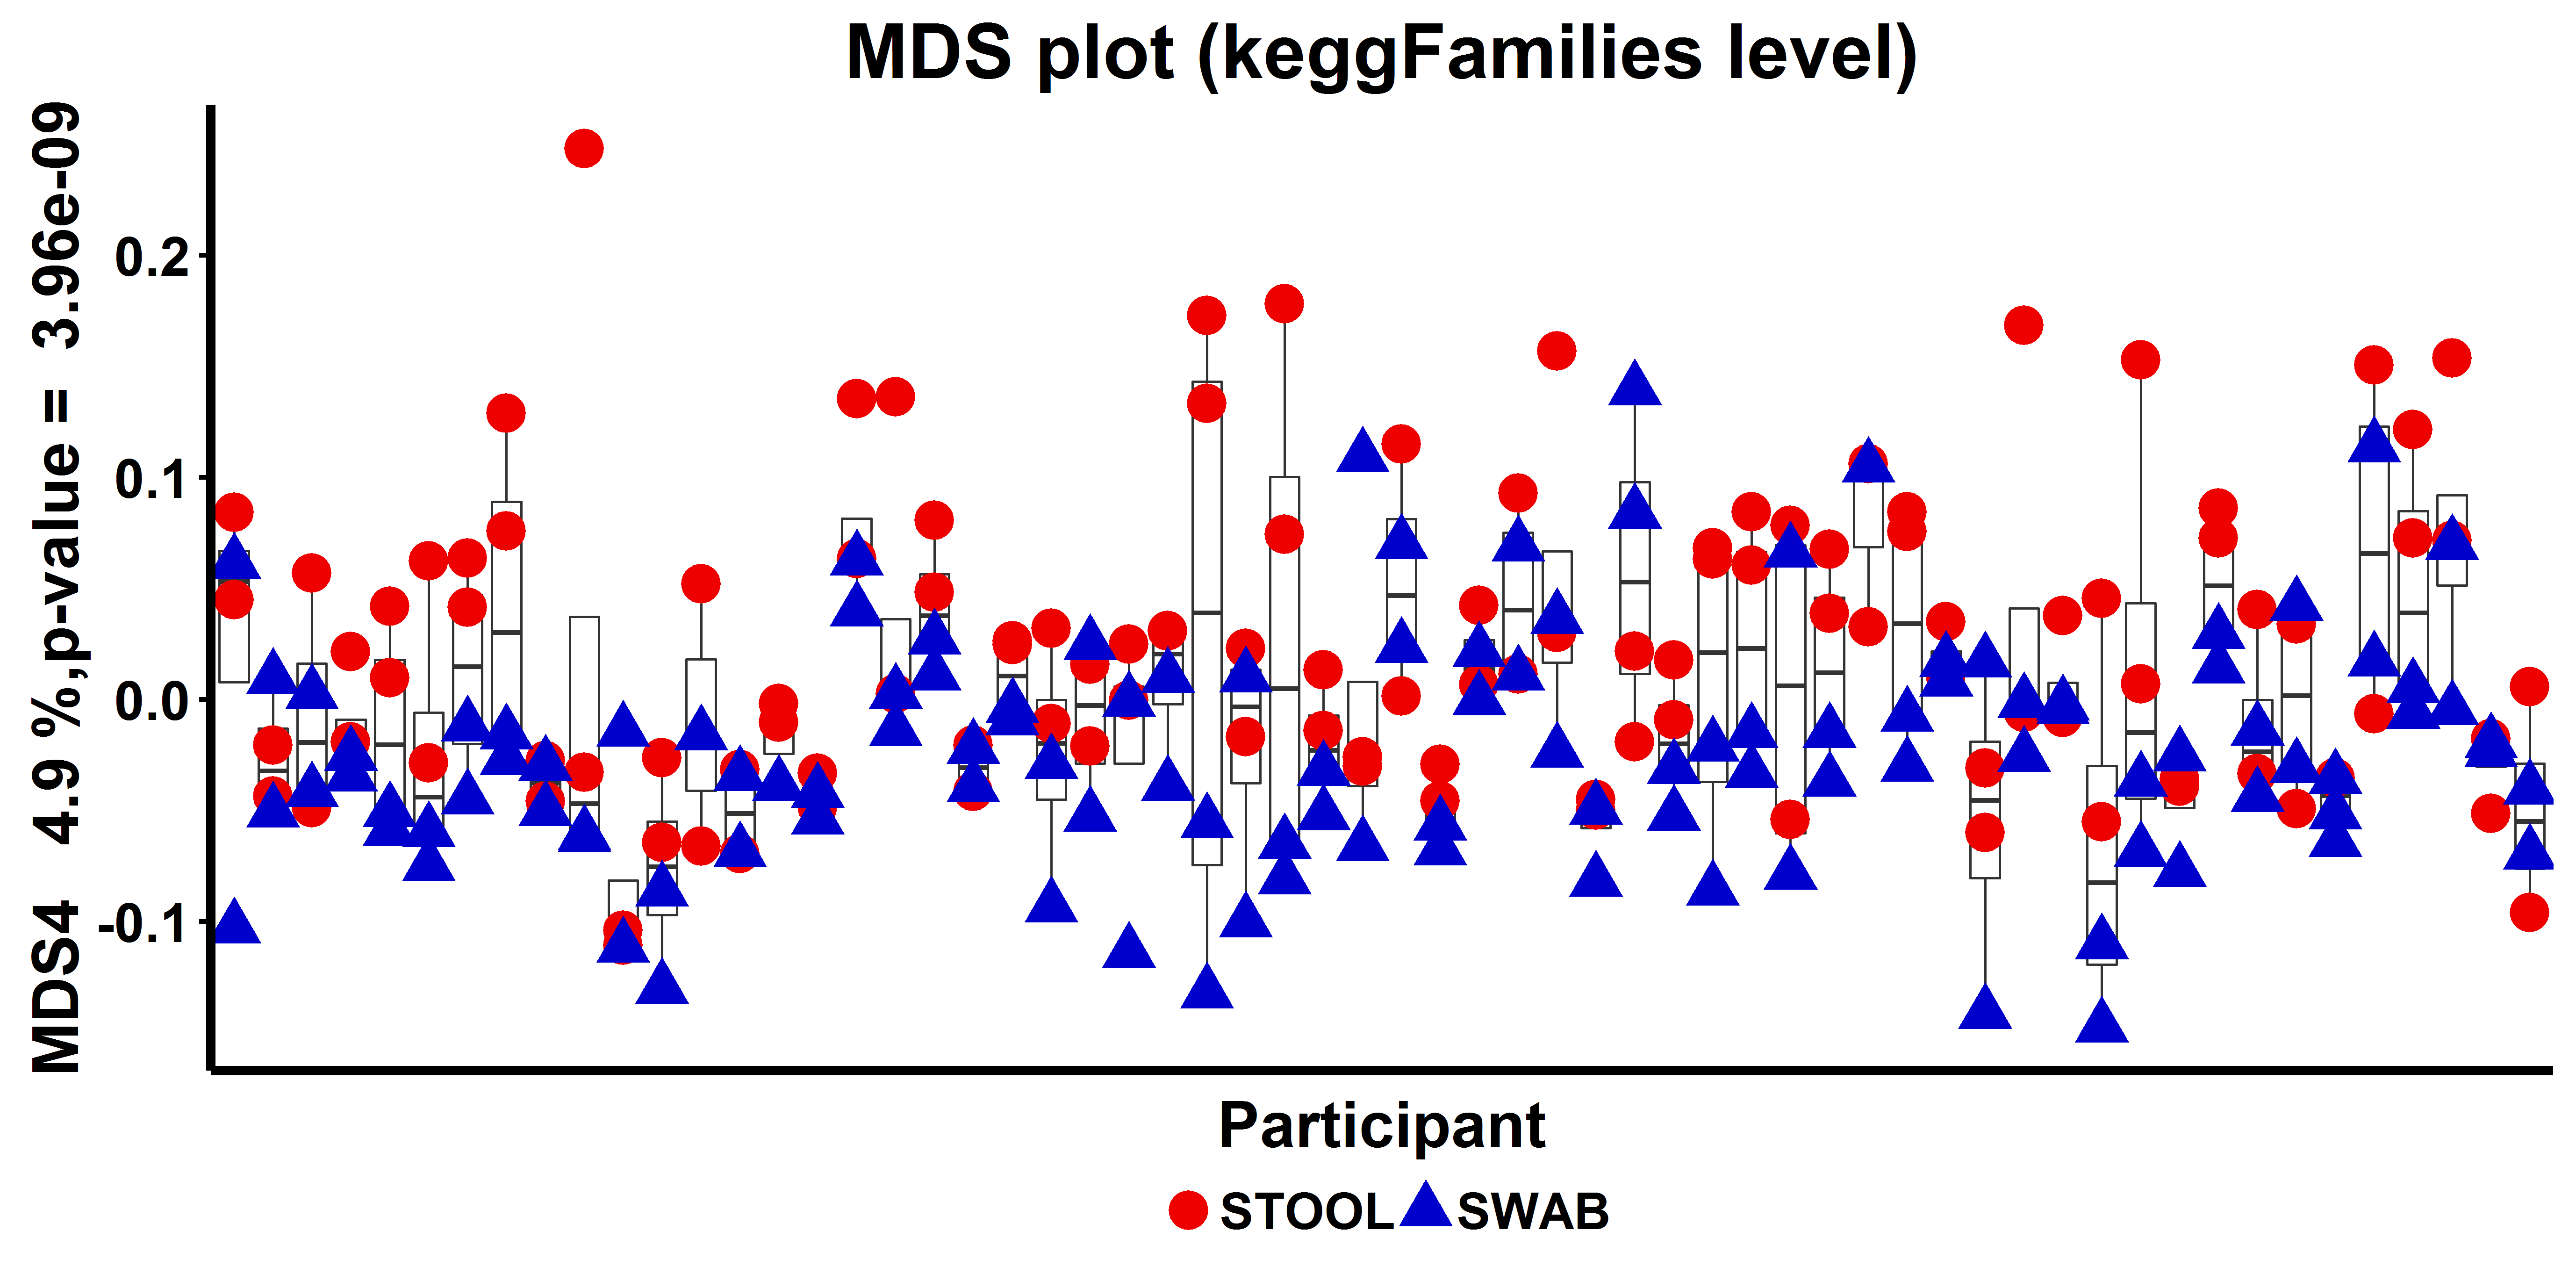 MDS plot (keggFamilies level)
MDS4 4.9 %,p-value = 3.96e-09
0.2
0.1
0.0
-0.1
Participant
STOOL SWAB